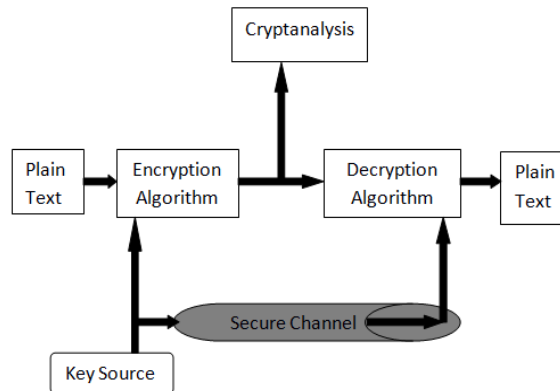 Cryptanalysis
Plain
Text
Encryption
Algorithm
Decryption
Algorithm
Plain
Text
Secure Channel
Key Source